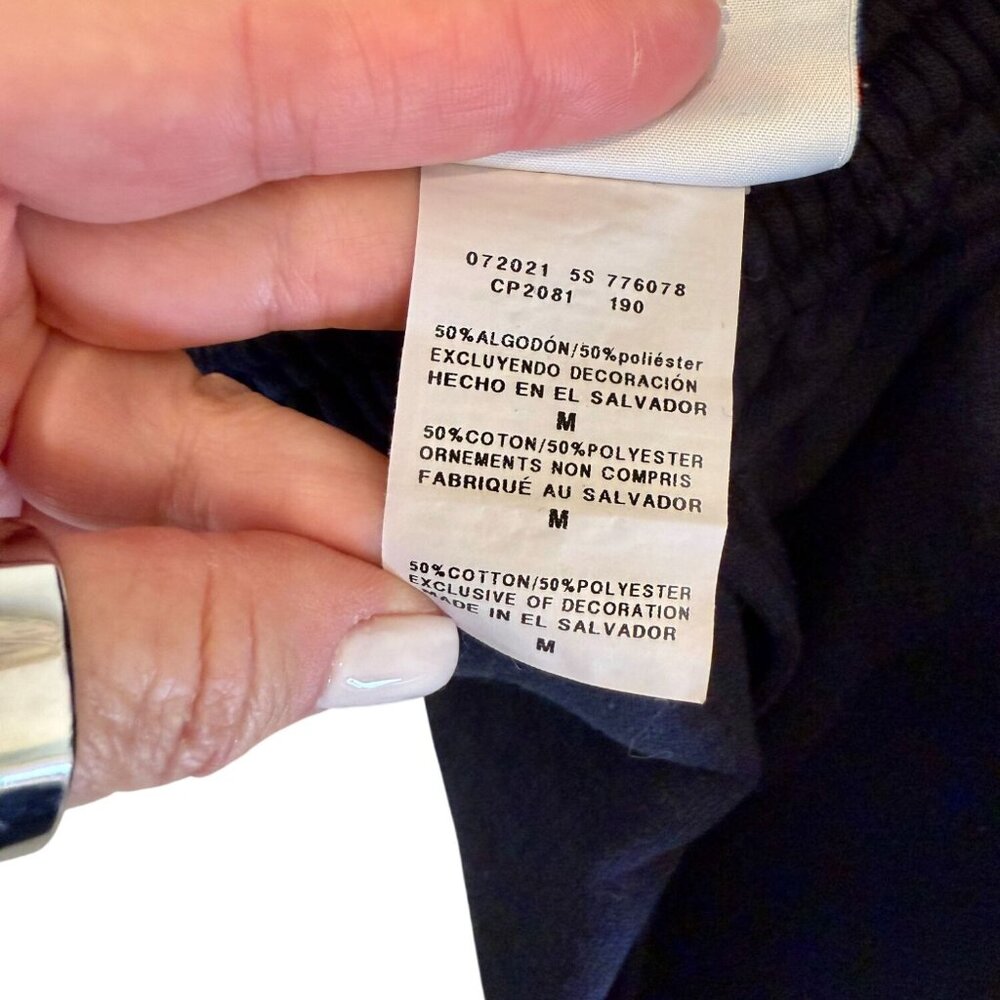 072021 5S 776078
CP2081 190
50%ALGODÓN/50%poliéster
EXCLUYENDO DECORACIÓN
HECHO EN EL SALVADOR
M
50%COTON/50%POLYESTER
ORNEMENTS NON COMPRIS
FABRIQUÉ AU SALVADOR
M
50%COTTON/50%POLYESTER
EXCLUSIVE OF DECORATION
MADE IN EL SALVADOR
M